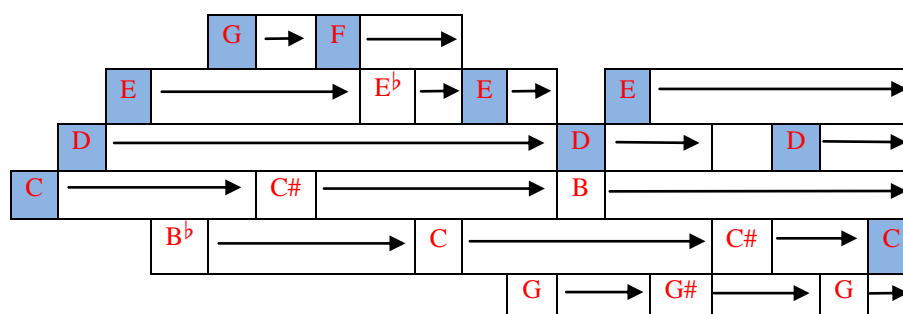 G F
E E♭ E E
D D D
C C# B
B♭ C C# C
G G# G